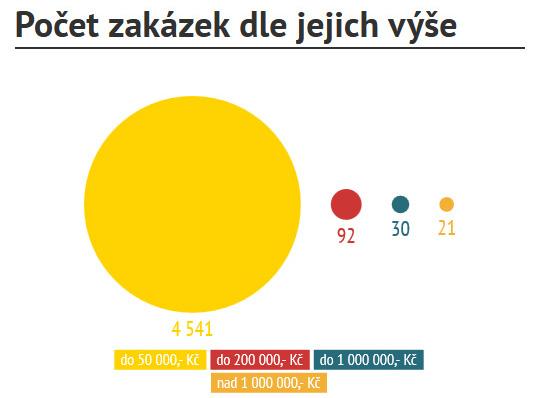 Počet zakázek dle jejich výše
92
30
21
4 541
do 50 000,- Kč
do 200 000,- Kč
do 1 000 000,- Kč
nad 1 000 000,- Kč